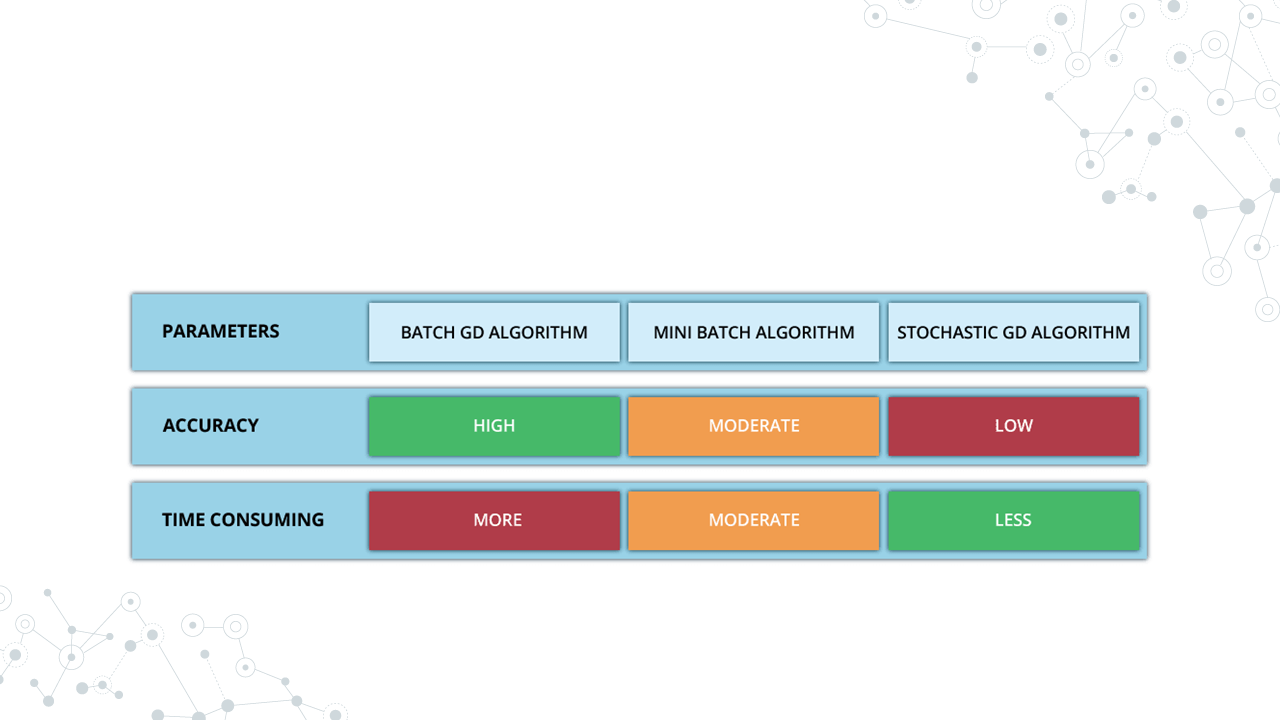 PARAMETERS BATCH GD ALGORITHM MINI BATCH ALGORITHM STOCHASTIC GD ALGORITHM
ACCURACY HIGH MODERATE LOW
TIME CONSUMING MORE MODERATE LESS